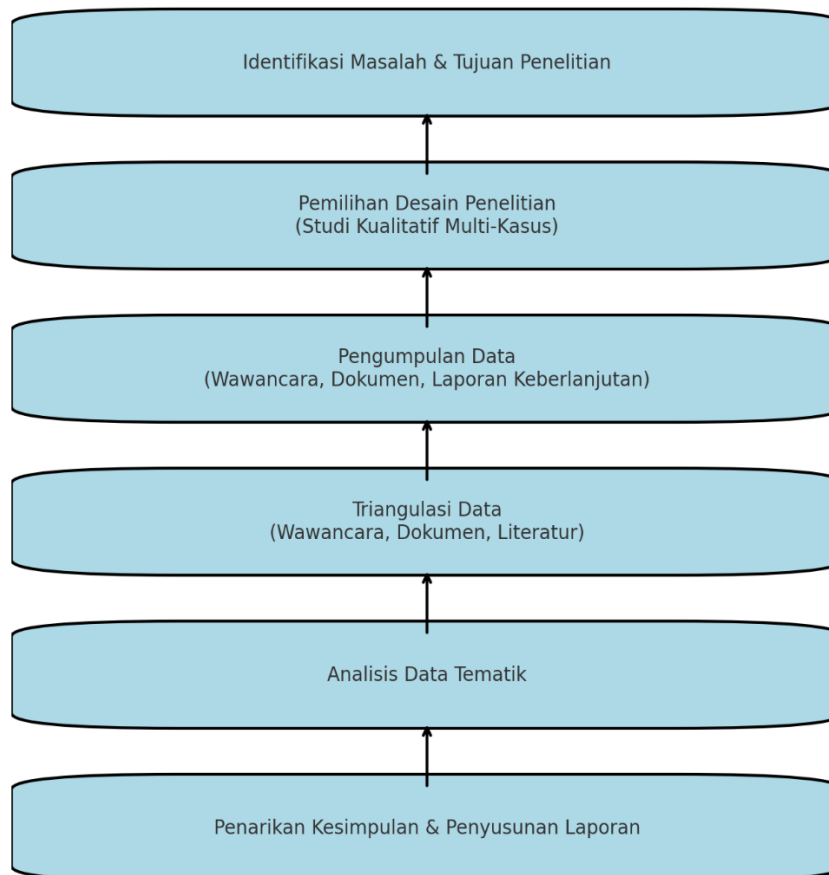 Identifikasi Masalah & Tujuan Penelitian
Pemilihan Desain Penelitian
(Studi Kualitatif Multi-Kasus)
Pengumpulan Data
(Wawancara, Dokumen, Laporan Keberlanjutan)
Triangulasi Data
(Wawancara, Dokumen, Literatur)
Analisis Data Tematik
Penarikan Kesimpulan & Penyusunan Laporan